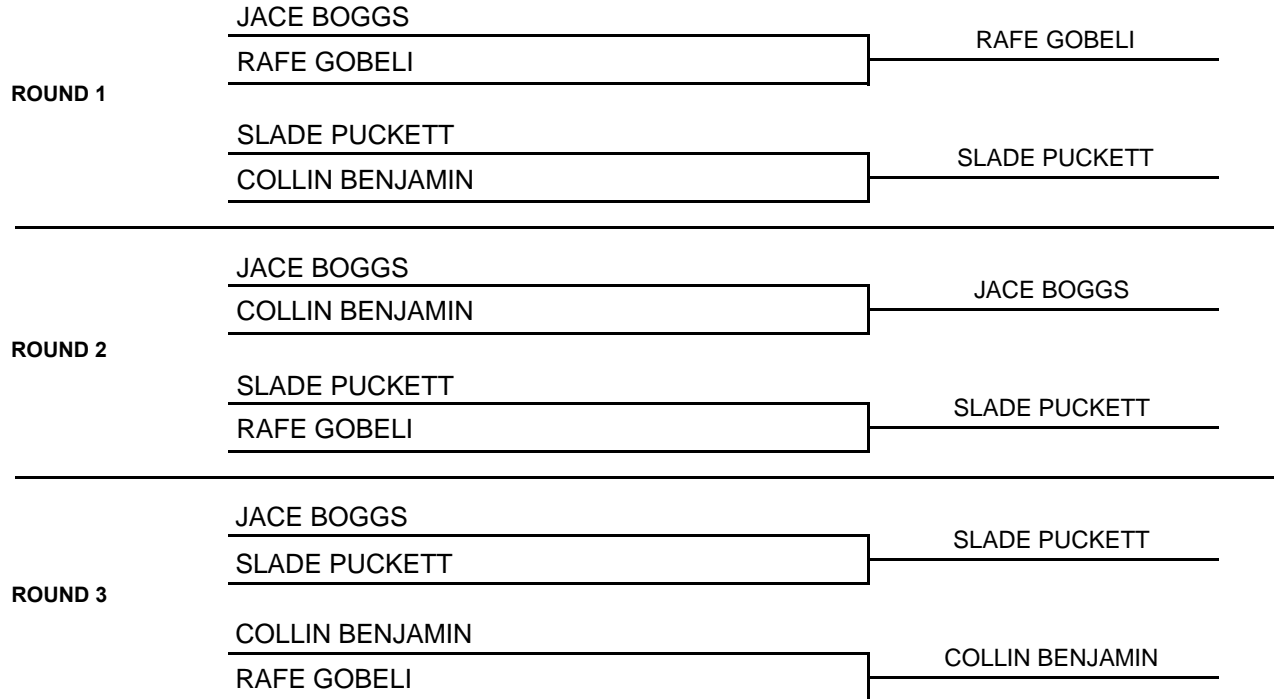 JACE BOGGS
RAFE GOBELI
RAFE GOBELI
ROUND 1
SLADE PUCKETT
SLADE PUCKETT
COLLIN BENJAMIN
JACE BOGGS
JACE BOGGS
COLLIN BENJAMIN
ROUND 2
SLADE PUCKETT
SLADE PUCKETT
RAFE GOBELI
JACE BOGGS
SLADE PUCKETT
SLADE PUCKETT
ROUND 3
COLLIN BENJAMIN
COLLIN BENJAMIN
RAFE GOBELI